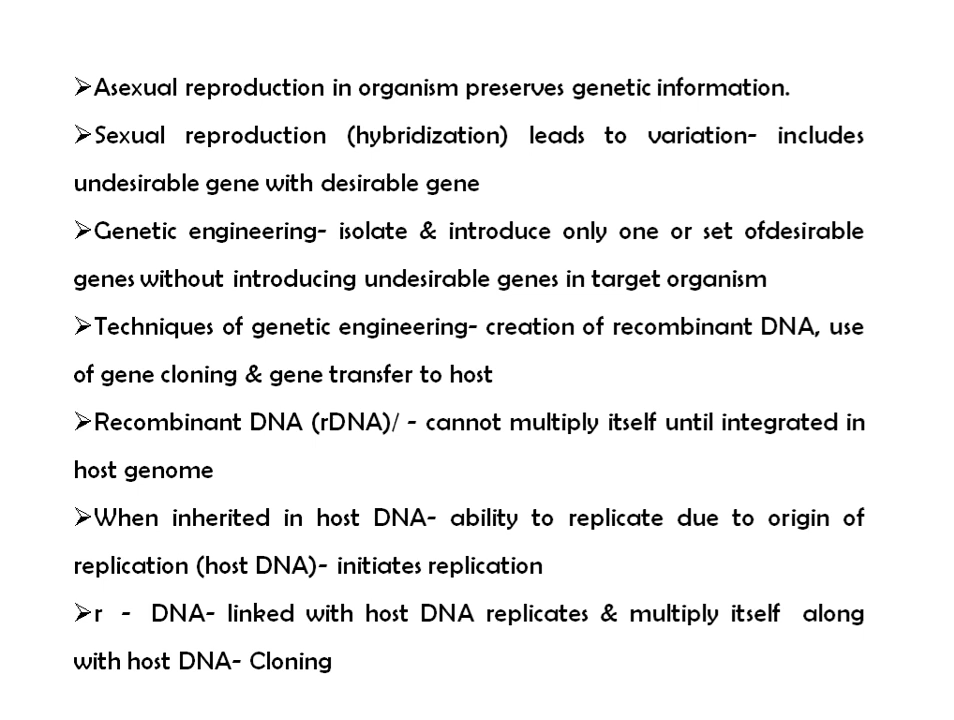 ➢Asexual reproduction in organism preserves genetic information.
➢Sexual reproduction (hybridization) leads to variation- includes
undesirable gene with desirable gene
➢Genetic engineering- isolate & introduce only one or set ofdesirable
genes without introducing undesirable genes in target organism
➢Techniques of genetic engineering- creation of recombinant DNA, use
of gene cloning & gene transfer to host
➢Recombinant DNA (rDNA)/ - cannot multiply itself until integrated in
host genome
➢When inherited in host DNA- ability to replicate due to origin of
replication (host DNA)- initiates replication
➢r - DNA- linked with host DNA replicates & multiply itself along
with host DNA- Cloning